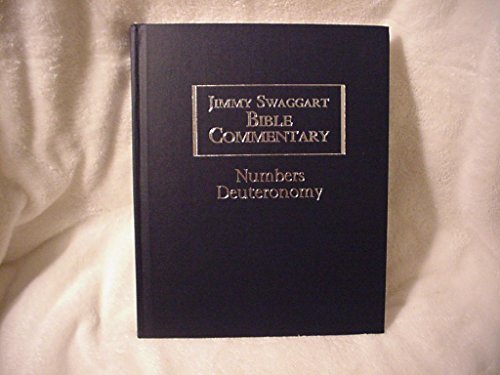 JIMMY SWAGGART
BIBLE
COMMENTARY
Numbers
Deuteronomy